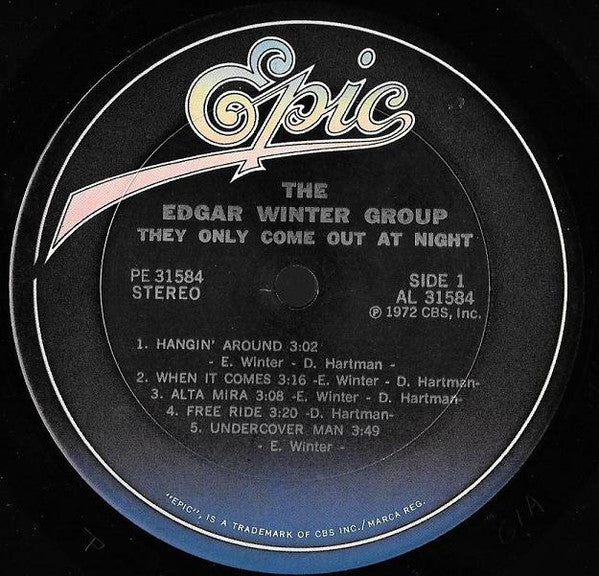 Epic
THE
EDGAR WINTER GROUP
THEY ONLY COME OUT AT NIGHT
PE 31584
STEREO
SIDE 1
AL 31584
℗ 1972 CBS, Inc.
1. HANGIN' AROUND 3:02
- E. Winter - D. Hartman -
2. WHEN IT COMES 3:16 -E. Winter - D. Hartman-
3. ALTA MIRA 3:08 -E. Winter - D. Hartman-
4. FREE RIDE 3:20 -D. Hartman-
5. UNDERCOVER MAN 3:49
- E. Winter -
"EPIC", IS A TRADEMARK OF CBS INC./MARCA REG.
P